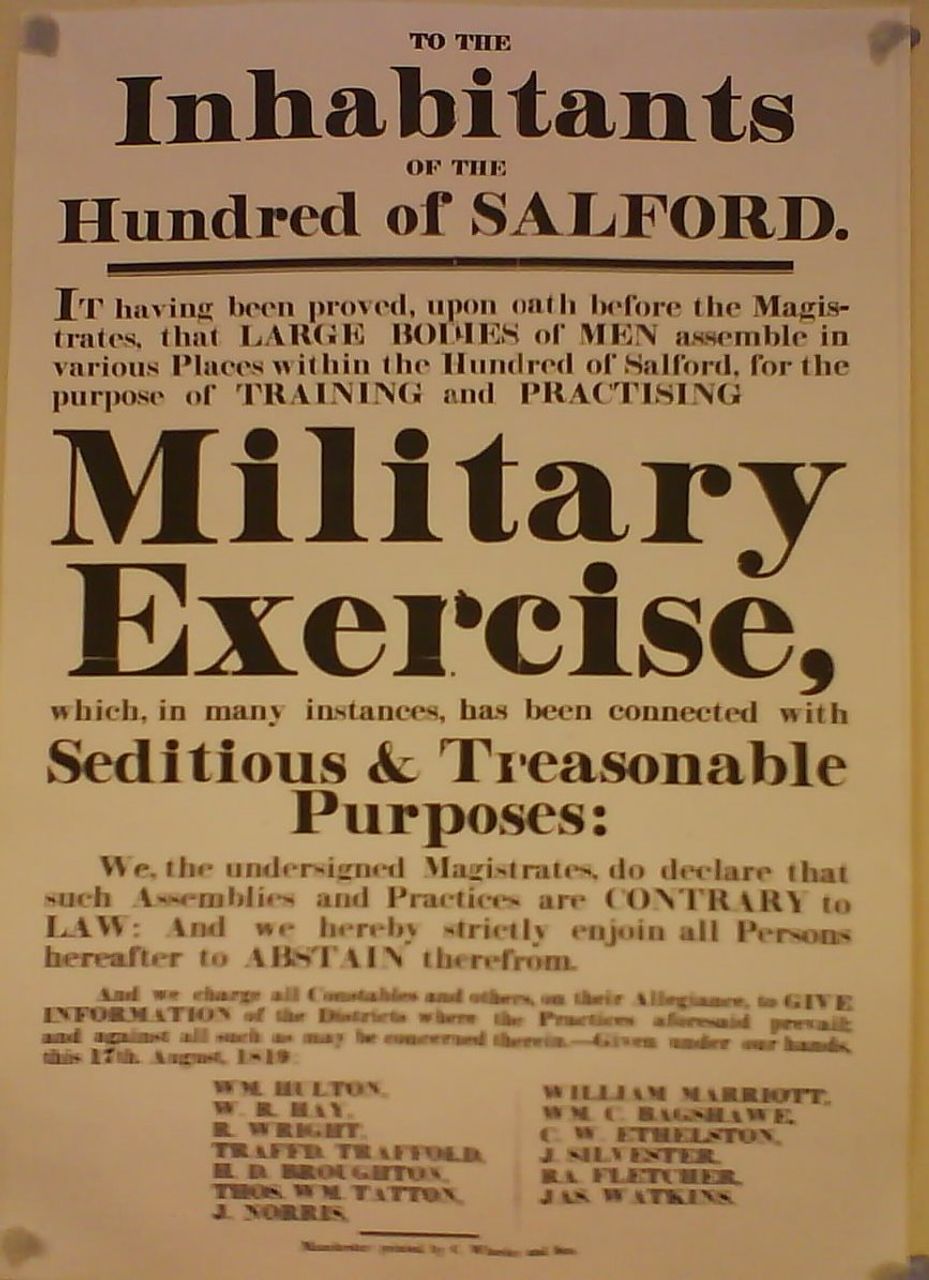 TO THE
Inhabitants
OF THE
Hundred of SALFORD.
IT having been proved, upon oath before the Magis-
trates, that LARGE BODIES of MEN assemble in
various Places within the Hundred of Salford, for the
purpose of TRAINING and PRACTISING
Military
Exercise,
which, in many instances, has been connected with
Seditious & Treasonable
Purposes:
We, the undersigned Magistrates, do declare that
such Assemblies and Practices are CONTRARY to
LAW: And we hereby strictly enjoin all Persons
hereafter to ABSTAIN therefrom.
And we charge all Constables and others, on their Allegiance, to GIVE
INFORMATION of the Districts where the Practices aforesaid prevail;
and against all such as may be concerned therein.—Given under our hands,
this 17th. August, 1819.
WM. HULTON,
W. R. HAY,
R. WRIGHT,
TRAFFD. TRAFFOLD,
H. D. BROUGHTON,
THOS. WM. TATTON,
J. NORRIS,
WILLIAM MARRIOTT,
WM. C. BAGSHAWE,
C. W. ETHELSTON,
J. SILVESTER,
RA. FLETCHER,
JAS. WATKINS.
Manchester: printed by C. Wheeler and Son.